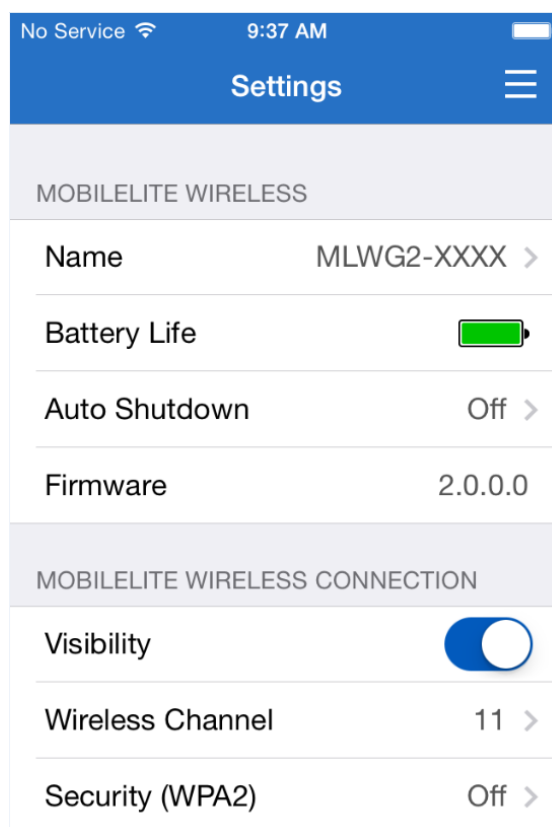 No Service 9:37 AM
Settings
MOBILELITE WIRELESS
Name MLWG2-XXXX
Battery Life
Auto Shutdown Off
Firmware 2.0.0.0
MOBILELITE WIRELESS CONNECTION
Visibility
Wireless Channel 11
Security (WPA2) Off